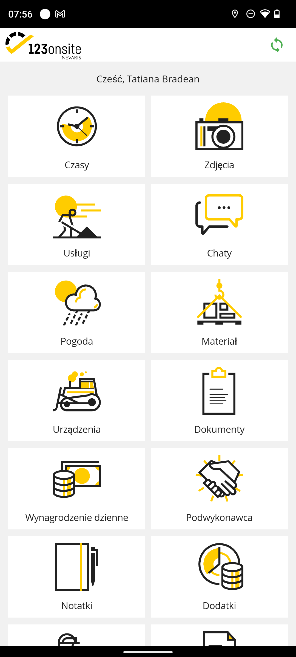 07:56
123onsite
NEVARIS
Cześć, Tatiana Bradean
Czasy
Zdjęcia
Usługi
Chaty
Pogoda
Materiał
Urządzenia
Dokumenty
Wynagrodzenie dzienne
Podwykonawca
Notatki
Dodatki